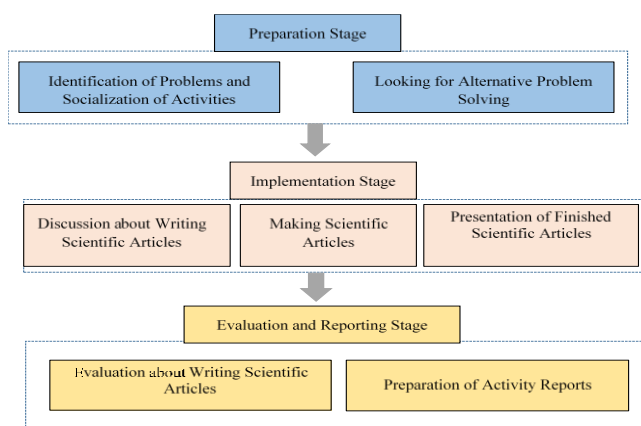 Preparation Stage
Identification of Problems and
Socialization of Activities
Looking for Alternative Problem
Solving
Implementation Stage
Discussion about Writing
Scientific Articles
Making Scientific
Articles
Presentation of Finished
Scientific Articles
Evaluation and Reporting Stage
Evaluation about Writing Scientific
Articles
Preparation of Activity Reports